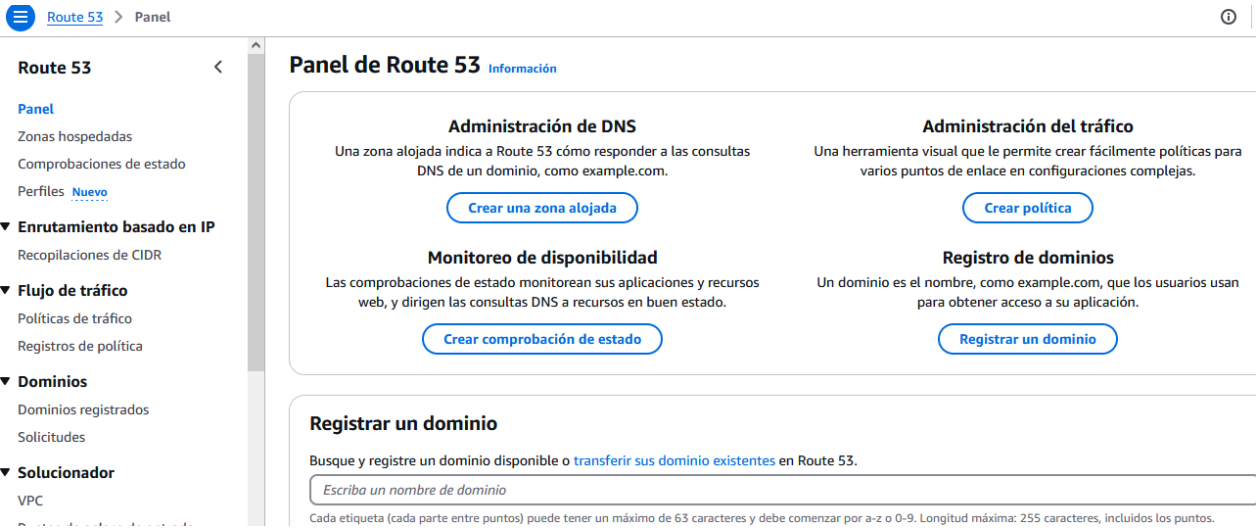 Route 53 > Panel
Route 53
Panel
Zonas hospedadas
Comprobaciones de estado
Perfiles Nuevo
Enrutamiento basado en IP
Recopilaciones de CIDR
Flujo de tráfico
Políticas de tráfico
Registros de política
Dominios
Dominios registrados
Solicitudes
Solucionador
VPC
Panel de Route 53 Información
Administración de DNS
Una zona alojada indica a Route 53 cómo responder a las consultas
DNS de un dominio, como example.com.
Crear una zona alojada
Administración del tráfico
Una herramienta visual que le permite crear fácilmente políticas para
varios puntos de enlace en configuraciones complejas.
Crear política
Monitoreo de disponibilidad
Las comprobaciones de estado monitorean sus aplicaciones y recursos
web, y dirigen las consultas DNS a recursos en buen estado.
Crear comprobación de estado
Registro de dominios
Un dominio es el nombre, como example.com, que los usuarios usan
para obtener acceso a su aplicación.
Registrar un dominio
Registrar un dominio
Busque y registre un dominio disponible o transferir sus dominio existentes en Route 53.
Escriba un nombre de dominio
Cada etiqueta (cada parte entre puntos) puede tener un máximo de 63 caracteres y debe comenzar por a-z o 0-9. Longitud máxima: 255 caracteres, incluidos los puntos.